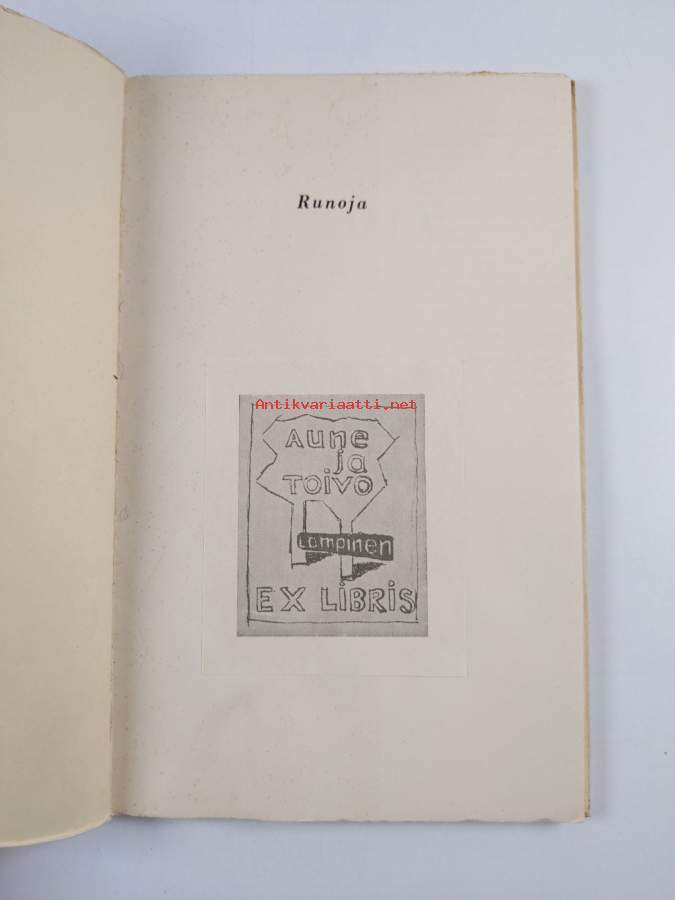 Runoja
Antikvariaatti.net
Aune
ja
TOIVO
Lampinen
EX LIBRIS